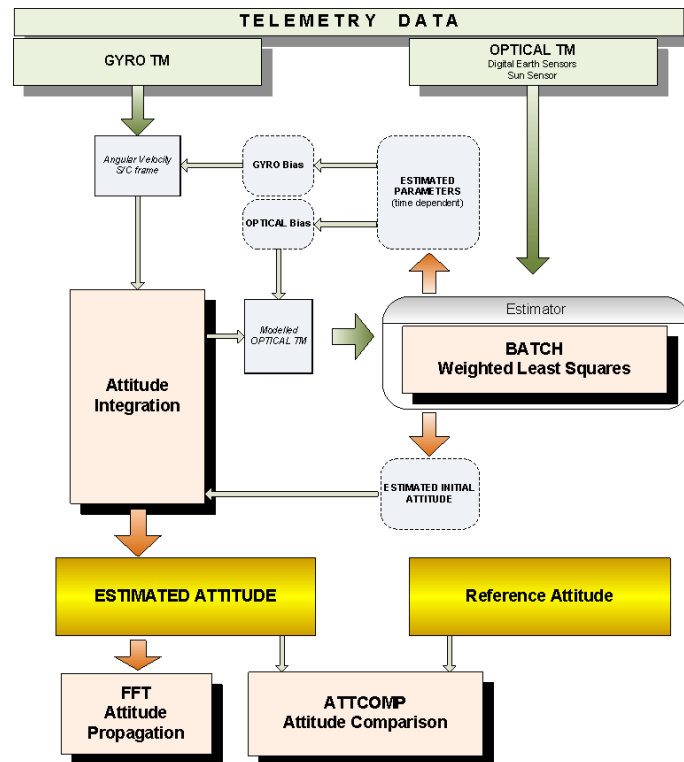 TELEMETRY DATA
GYRO TM
OPTICAL TM
Digital Earth Sensors
Sun Sensor
Angular Velocity
S/C frame
GYRO Bias
ESTIMATED
PARAMETERS
(time dependent)
OPTICAL Bias
Modelled
OPTICAL TM
Estimator
BATCH
Weighted Least Squares
Attitude
Integration
ESTIMATED INITIAL
ATTITUDE
ESTIMATED ATTITUDE
Reference Attitude
FFT
Attitude
Propagation
ATTCOMP
Attitude Comparison